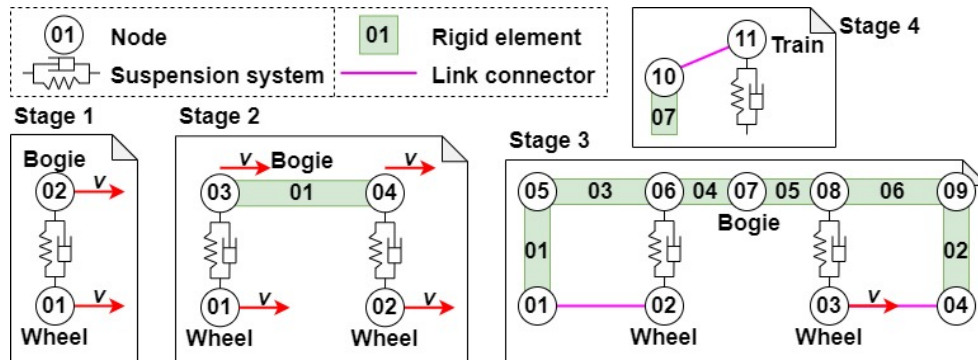 01 Node
Suspension system
01 Rigid element
Link connector
Stage 4
11 Train
10
07
Stage 1
Bogie
02 V
01 V
Wheel
Stage 2
V Bogie V
03 01 04
01 V 02 V
Wheel Wheel
Stage 3
05 03 06 04 07 05 08 06 09
Bogie
01 02
01 02 03 V 04
Wheel Wheel